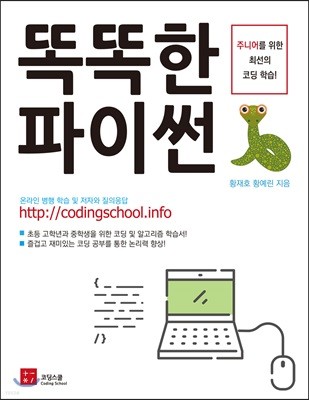 똑똑한
파이썬
주니어를 위한
최선의
코딩 학습!
황재호 황예린 지음
온라인 병행 학습 및 저자와 질의응답
http://codingschool.info
■ 초등 고학년과 중학생을 위한 코딩 및 알고리즘 학습서!
■ 즐겁고 재미있는 코딩 공부를 통한 논리력 향상!
코딩스쿨
Coding School